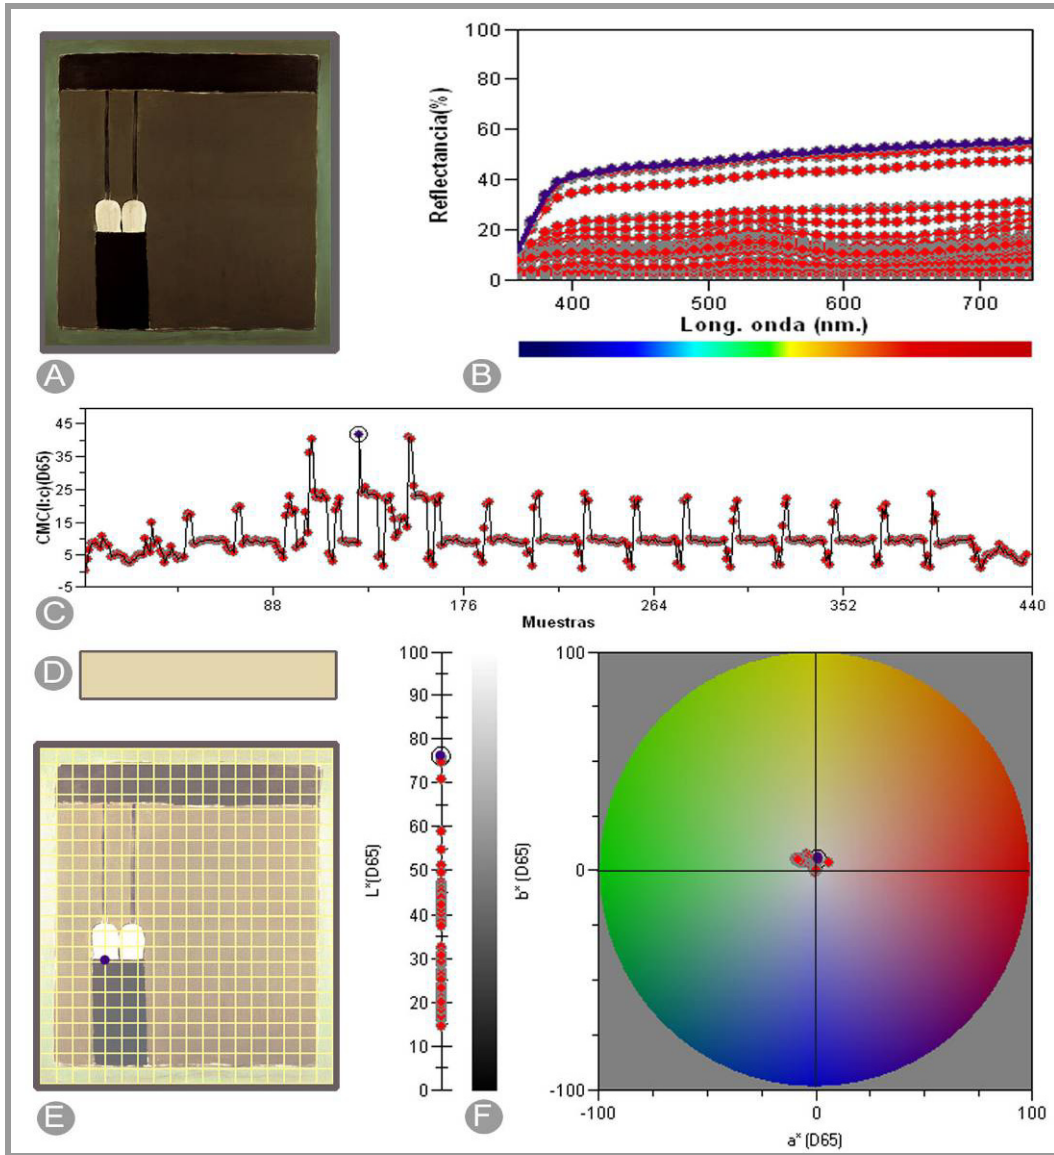 100
80
60
40
20
0
Reflectancia(%)
400 500 600 700
Long. onda (nm.)
A
B
45
35
25
15
5
-5
CMC(l:c)(D65)
88 176 264 352 440
Muestras
C
D
100
90
80
70
60
50
40
30
20
10
0
L*(D65)
100
0
-100
b* (D65)
-100 0 100
a* (D65)
E
F